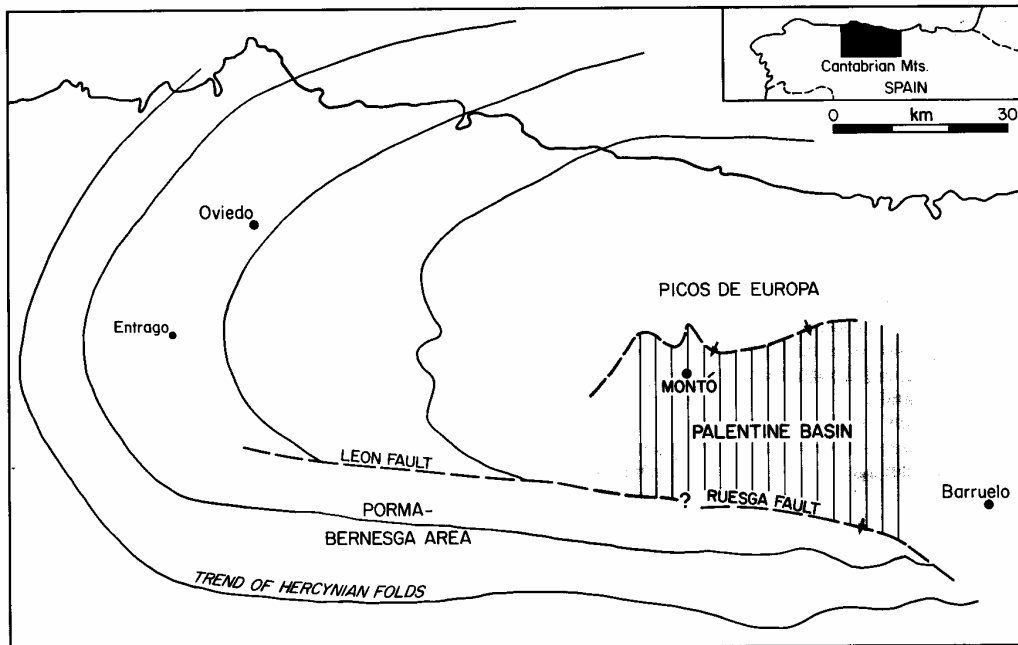 Cantabrian Mts.
SPAIN
0 km 30
Oviedo
PICOS DE EUROPA
Entrago
MONTÓ
PALENTINE BASIN
LEON FAULT
Barruelo
? RUESGA FAULT
PORMA-
BERNESGA AREA
TREND OF HERCYNIAN FOLDS